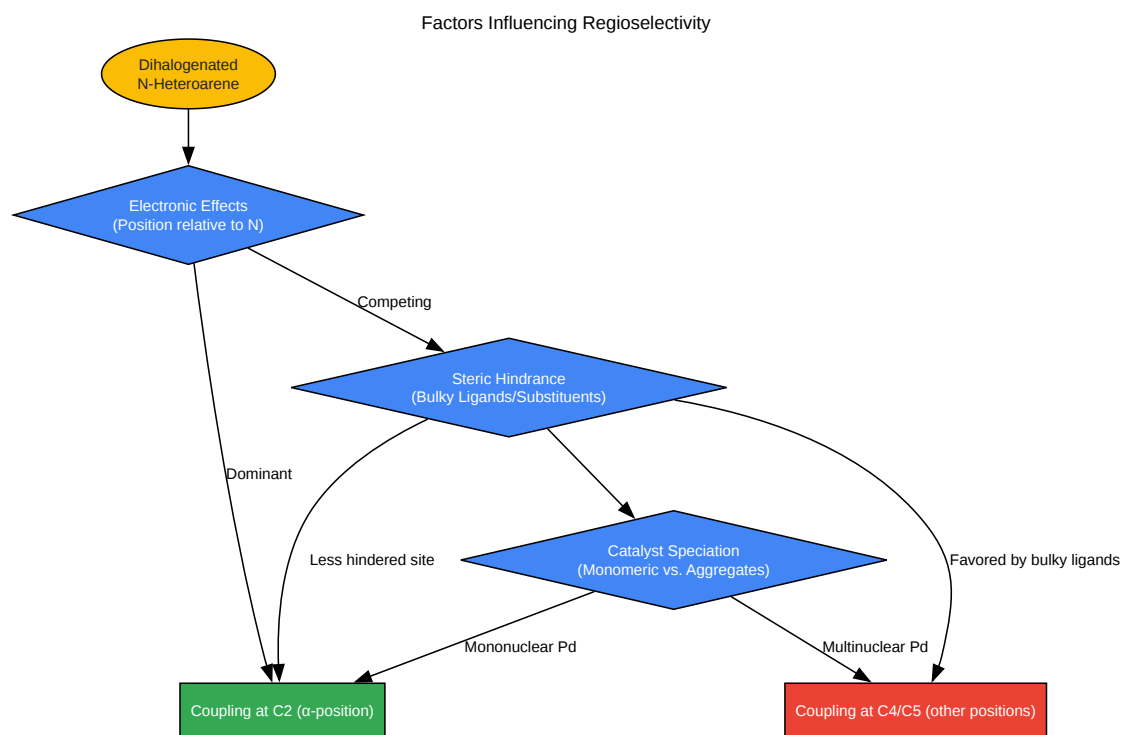 Factors Influencing Regioselectivity
Dihalogenated
N-Heteroarene
Electronic Effects
(Position relative to N)
Competing
Steric Hindrance
(Bulky Ligands/Substituents)
Dominant
Less hindered site
Catalyst Speciation
(Monomeric vs. Aggregates)
Favored by bulky ligands
Mononuclear Pd
Multinuclear Pd
Coupling at C2 (α-position)
Coupling at C4/C5 (other positions)